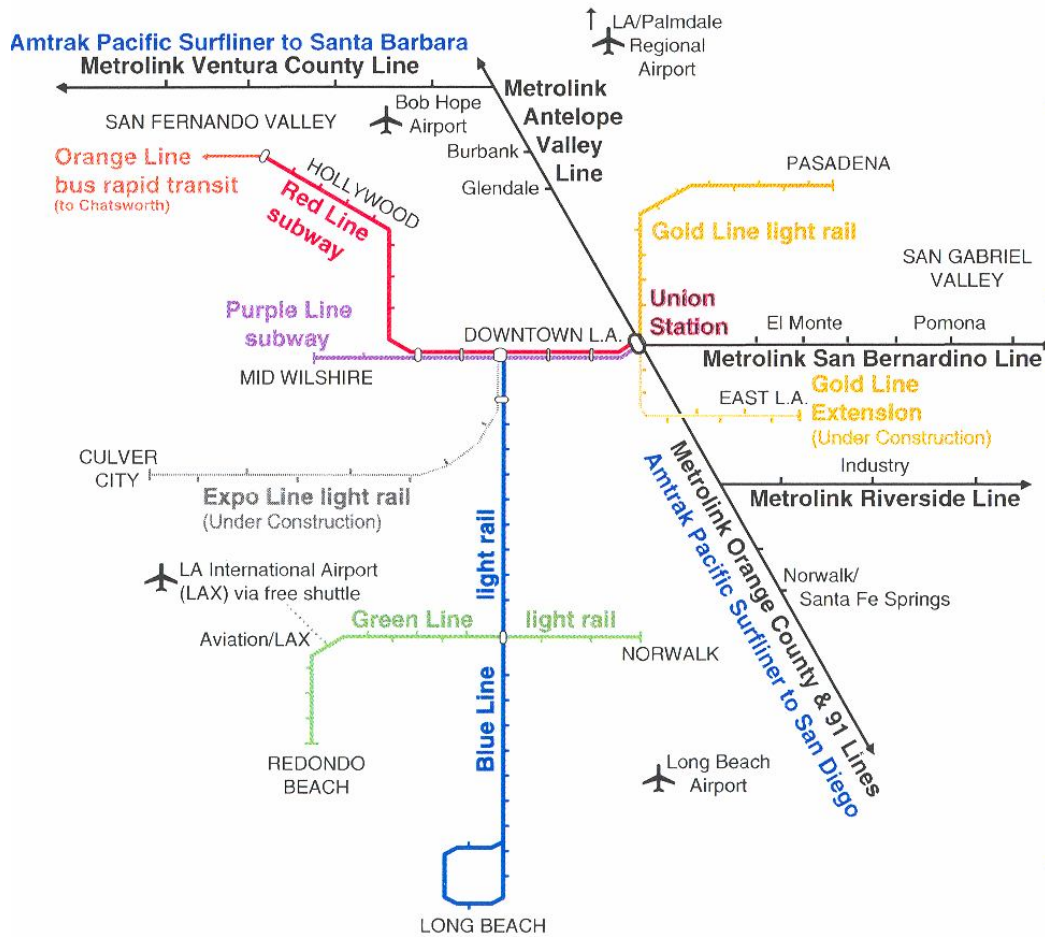 ↑ LA/Palmdale
Regional
Airport
Amtrak Pacific Surfliner to Santa Barbara
Metrolink Ventura County Line
Metrolink
Antelope
Valley
Line
Bob Hope
Airport
SAN FERNANDO VALLEY
Burbank
Glendale
Orange Line
bus rapid transit
(to Chatsworth)
HOLLYWOOD
Red Line
subway
PASADENA
Gold Line light rail
SAN GABRIEL
VALLEY
Purple Line
subway
Union
Station
DOWNTOWN L.A.
El Monte
Pomona
MID WILSHIRE
Metrolink San Bernardino Line
EAST L.A.
Gold Line
Extension
(Under Construction)
CULVER
CITY
Expo Line light rail
(Under Construction)
Industry
Metrolink Riverside Line
Metrolink Orange County & 91 Lines
Amtrak Pacific Surfliner to San Diego
LA International Airport
(LAX) via free shuttle
Norwalk/
Santa Fe Springs
Aviation/LAX
Green Line light rail
NORWALK
Blue Line light rail
REDONDO
BEACH
Long Beach
Airport
LONG BEACH